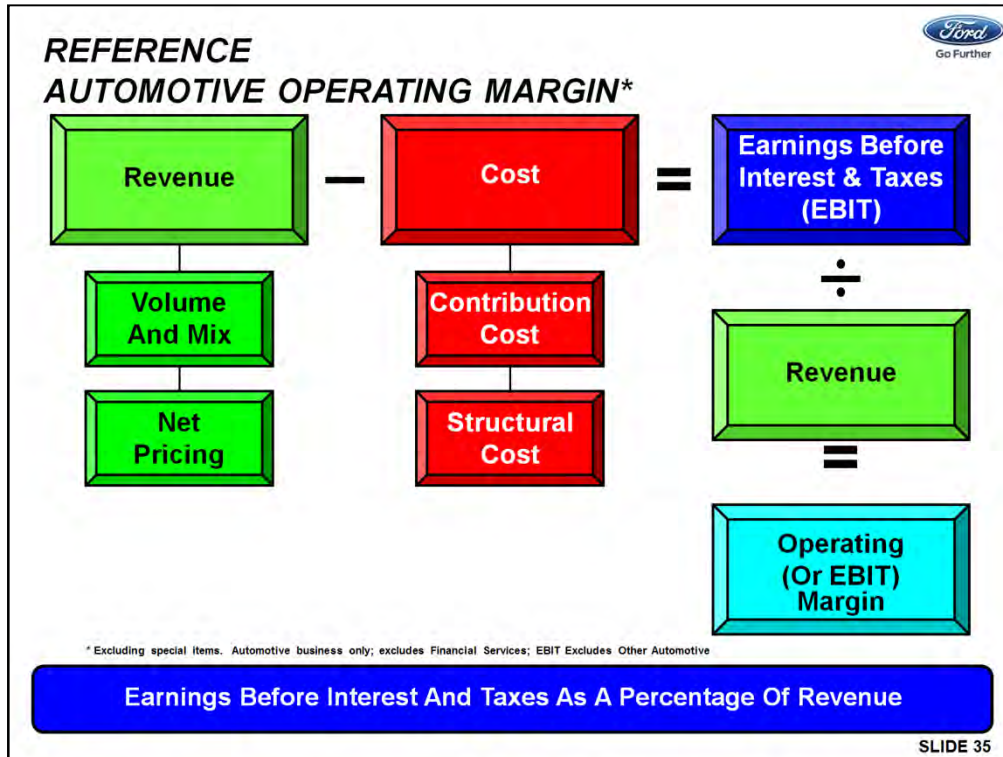 Ford
Go Further
REFERENCE
AUTOMOTIVE OPERATING MARGIN*
Revenue
—
Cost
=
Earnings Before
Interest & Taxes
(EBIT)
Volume
And Mix
Contribution
Cost
÷
Revenue
Net
Pricing
Structural
Cost
=
Operating
(Or EBIT)
Margin
* Excluding special items. Automotive business only; excludes Financial Services; EBIT Excludes Other Automotive
Earnings Before Interest And Taxes As A Percentage Of Revenue
SLIDE 35